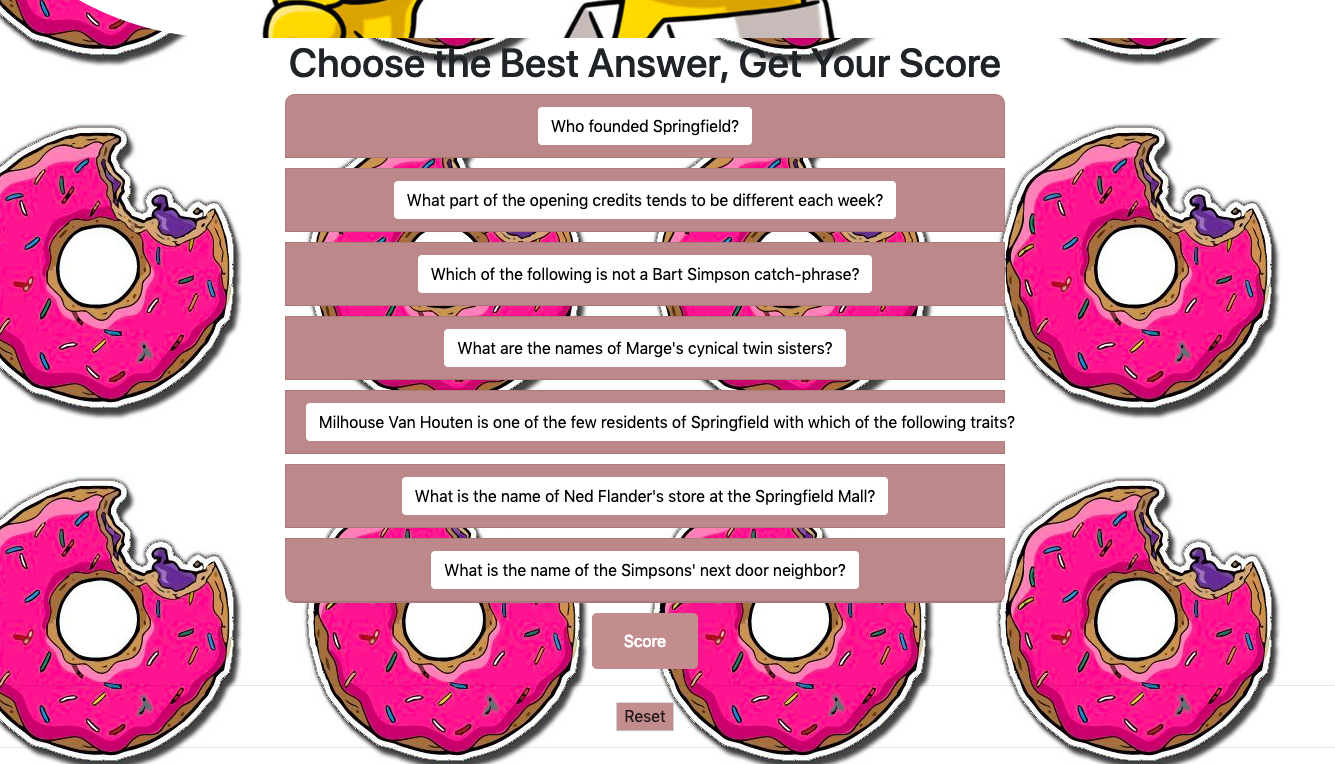 Choose the Best Answer, Get Your Score
Who founded Springfield?
What part of the opening credits tends to be different each week?
Which of the following is not a Bart Simpson catch-phrase?
What are the names of Marge's cynical twin sisters?
Milhouse Van Houten is one of the few residents of Springfield with which of the following traits?
What is the name of Ned Flander's store at the Springfield Mall?
What is the name of the Simpsons' next door neighbor?
Score
Reset